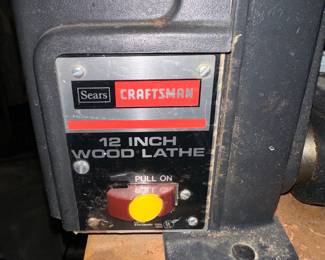 Sears CRAFTSMAN
12 INCH
WOOD LATHE
PULL ON